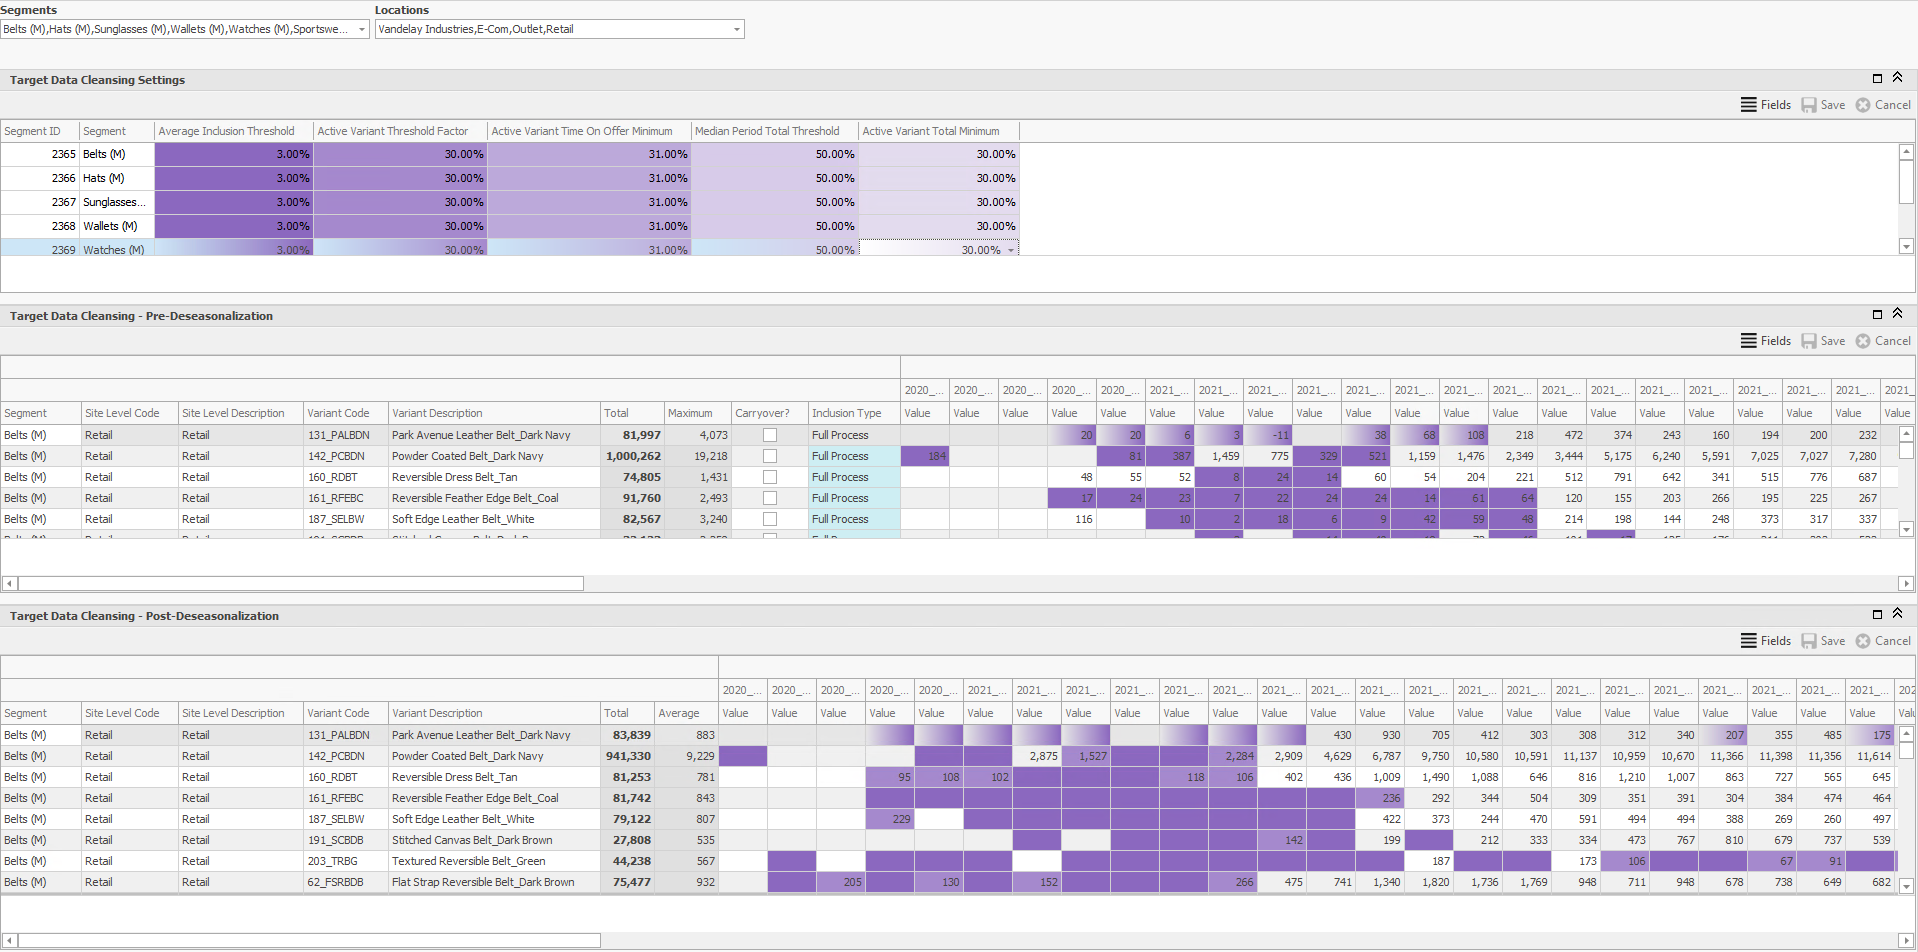 Segments Locations
Belts (M),Hats (M),Sunglasses (M),Wallets (M),Watches (M),Sportswe... Vandelay Industries,E-Com,Outlet,Retail
Target Data Cleansing Settings
Fields Save Cancel
Segment ID Segment Average Inclusion Threshold Active Variant Threshold Factor Active Variant Time On Offer Minimum Median Period Total Threshold Active Variant Total Minimum
2365 Belts (M) 3.00% 30.00% 31.00% 50.00% 30.00%
2366 Hats (M) 3.00% 30.00% 31.00% 50.00% 30.00%
2367 Sunglasses... 3.00% 30.00% 31.00% 50.00% 30.00%
2368 Wallets (M) 3.00% 30.00% 31.00% 50.00% 30.00%
2369 Watches (M) 3.00% 30.00% 31.00% 50.00% 30.00%
Target Data Cleansing - Pre-Deseasonalization
Fields Save Cancel
2020_... 2020_... 2020_... 2020_... 2020_... 2021_... 2021_... 2021_... 2021_... 2021_... 2021_... 2021_... 2021_... 2021_... 2021_... 2021_... 2021_... 2021_... 2021_... 2021_... 2021_
Segment Site Level Code Site Level Description Variant Code Variant Description Total Maximum Carryover? Inclusion Type Value Value Value Value Value Value Value Value Value Value Value Value Value Value Value Value Value Value Value Value Value
Belts (M) Retail Retail 131_PALBDN Park Avenue Leather Belt_Dark Navy 81,997 4,073 Full Process 20 20 6 3 -11 38 68 108 218 472 374 243 160 194 200 232
Belts (M) Retail Retail 142_PCBDN Powder Coated Belt_Dark Navy 1,000,262 19,218 Full Process 184 81 387 1,459 775 329 521 1,159 1,476 2,349 3,444 5,175 6,240 5,591 7,025 7,027 7,280
Belts (M) Retail Retail 160_RDBT Reversible Dress Belt_Tan 74,805 1,431 Full Process 48 55 52 8 24 14 60 54 204 221 512 791 642 341 515 776 687
Belts (M) Retail Retail 161_RFEBC Reversible Feather Edge Belt_Coal 91,760 2,493 Full Process 17 24 23 7 22 24 24 14 61 64 120 155 203 266 195 225 267
Belts (M) Retail Retail 187_SELBW Soft Edge Leather Belt_White 82,567 3,240 Full Process 116 10 2 18 6 9 42 59 48 214 198 144 248 373 317 337
Target Data Cleansing - Post-Deseasonalization
Fields Save Cancel
2020_... 2020_... 2020_... 2020_... 2020_... 2021_... 2021_... 2021_... 2021_... 2021_... 2021_... 2021_... 2021_... 2021_... 2021_... 2021_... 2021_... 2021_... 2021_... 2021_... 2021_... 2021_... 2021_... 2021_... 202
Segment Site Level Code Site Level Description Variant Code Variant Description Total Average Value Value Value Value Value Value Value Value Value Value Value Value Value Value Value Value Value Value Value Value Value Value Value Value Valu
Belts (M) Retail Retail 131_PALBDN Park Avenue Leather Belt_Dark Navy 83,839 883 430 930 705 412 303 308 312 340 207 355 485 175
Belts (M) Retail Retail 142_PCBDN Powder Coated Belt_Dark Navy 941,330 9,229 2,875 1,527 2,284 2,909 4,629 6,787 9,750 10,580 10,591 11,137 10,959 10,670 11,366 11,398 11,356 11,614
Belts (M) Retail Retail 160_RDBT Reversible Dress Belt_Tan 81,253 781 95 108 102 118 106 402 436 1,009 1,490 1,088 646 816 1,210 1,007 863 727 565 645
Belts (M) Retail Retail 161_RFEBC Reversible Feather Edge Belt_Coal 81,742 843 236 292 344 504 309 351 391 304 384 474 464
Belts (M) Retail Retail 187_SELBW Soft Edge Leather Belt_White 79,122 807 229 422 373 244 470 591 494 494 388 269 260 497
Belts (M) Retail Retail 191_SCBDB Stitched Canvas Belt_Dark Brown 27,808 535 142 199 212 333 334 473 767 810 679 737 539
Belts (M) Retail Retail 203_TRBG Textured Reversible Belt_Green 44,238 567 187 173 106 67 91
Belts (M) Retail Retail 62_FSRBDB Flat Strap Reversible Belt_Dark Brown 75,477 932 205 130 152 266 475 741 1,340 1,820 1,736 1,769 948 711 948 678 738 649 682